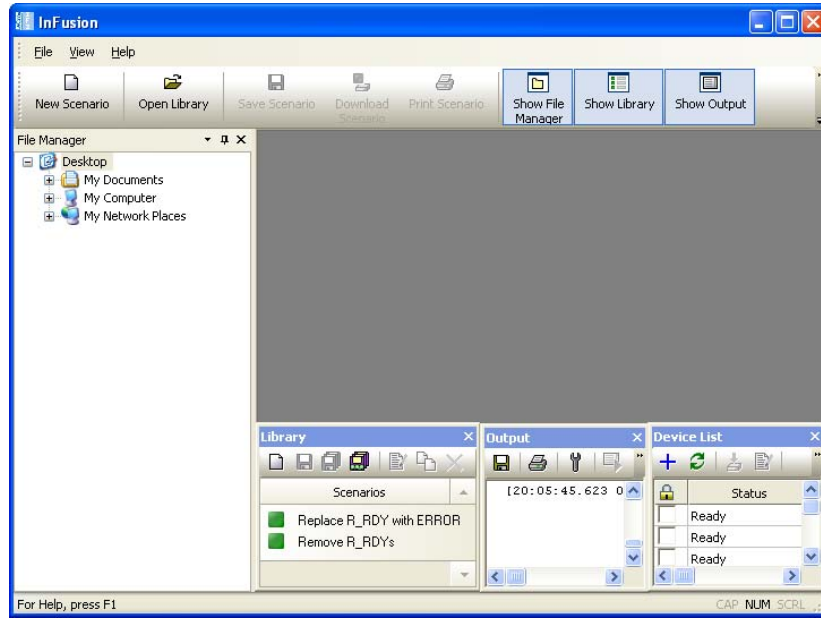 InFusion
File View Help
New Scenario Open Library Save Scenario Download Scenario Print Scenario Show File Manager Show Library Show Output
File Manager
Desktop
My Documents
My Computer
My Network Places
Library
Scenarios
Replace R_RDY with ERROR
Remove R_RDYs
Output
[20:05:45.623 0
Device List
Status
Ready
Ready
Ready
For Help, press F1
CAP NUM SCRL